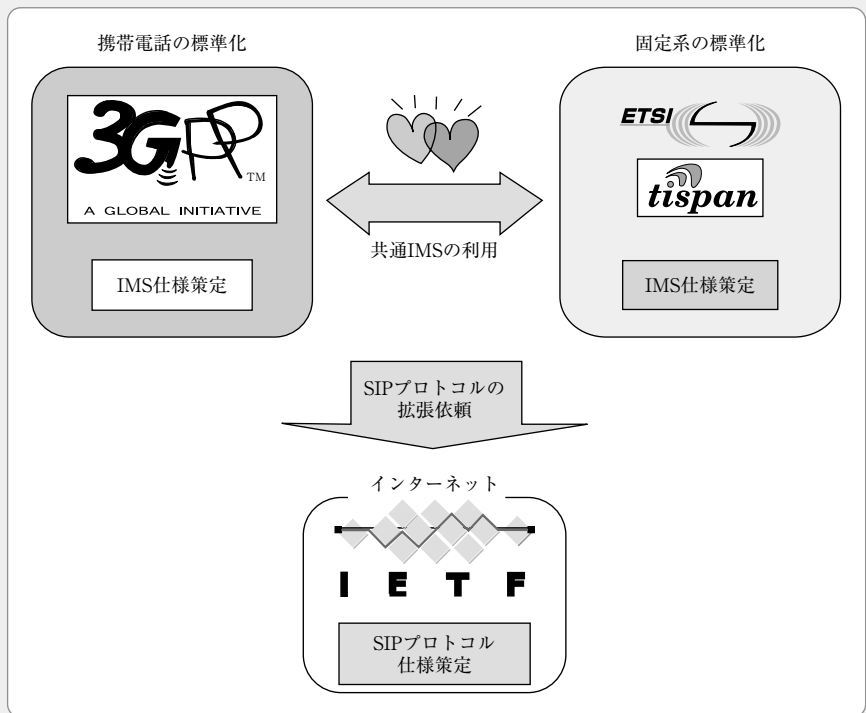 携帯電話の標準化
固定系の標準化
3GPP
TM
A GLOBAL INITIATIVE
IMS仕様策定
共通IMSの利用
ETSI
tispan
IMS仕様策定
SIPプロトコルの
拡張依頼
インターネット
I E T F
SIPプロトコル
仕様策定